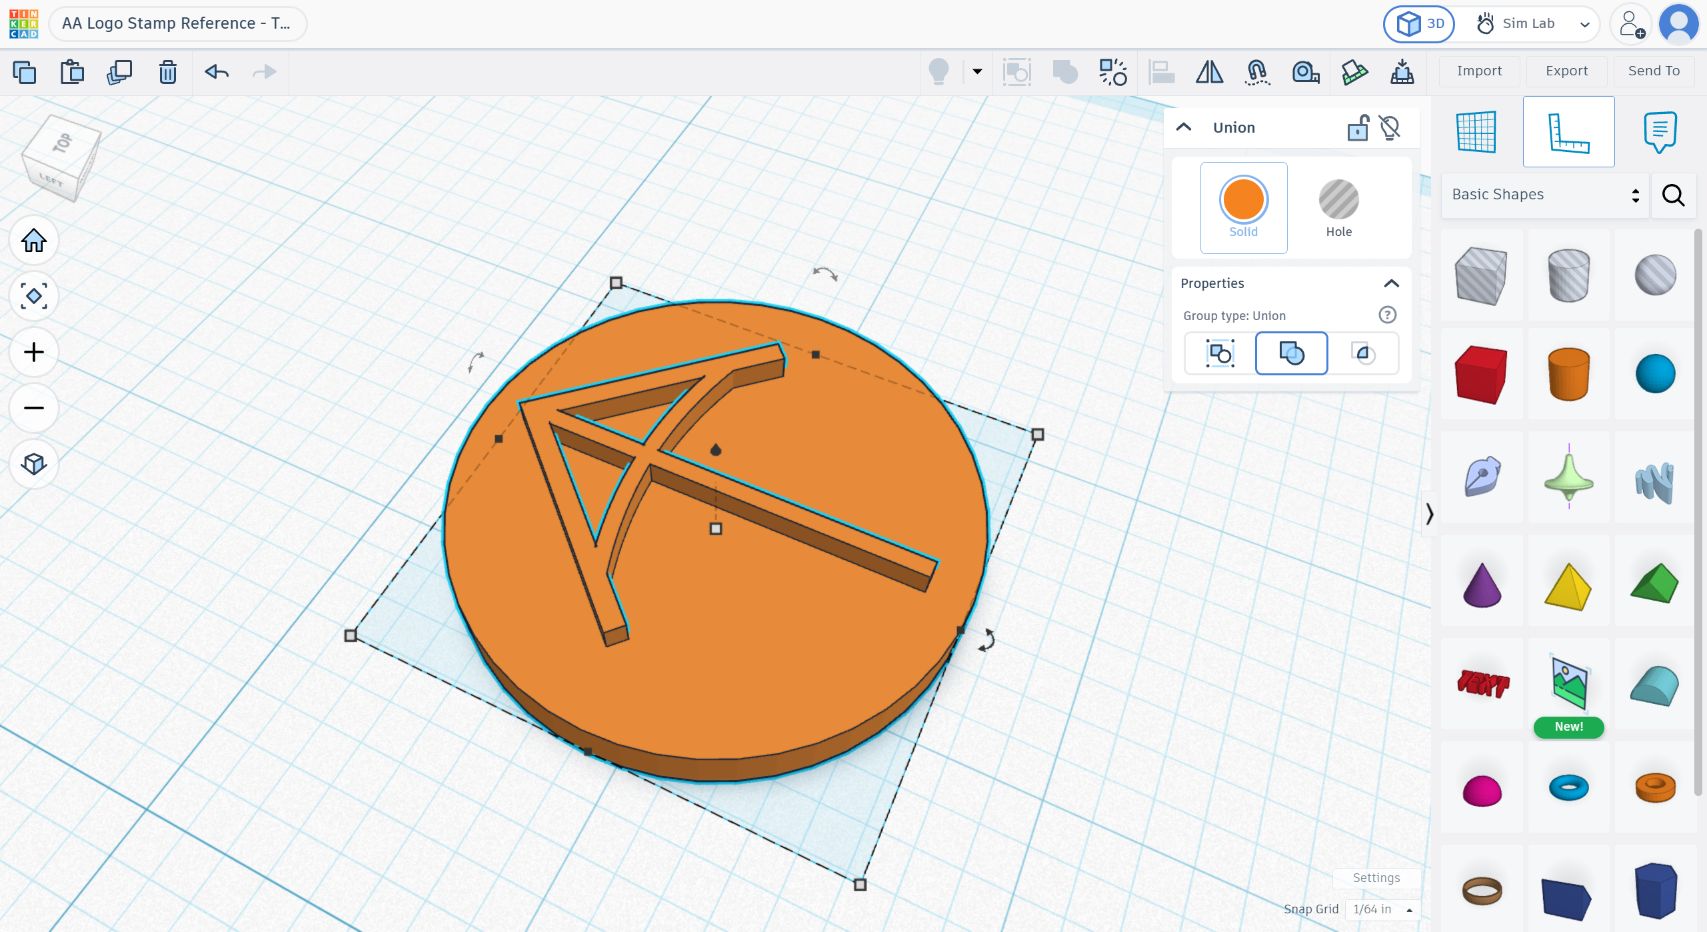 TIN
KER
CAD
AA Logo Stamp Reference - T...
3D
Sim Lab
Import
Export
Send To
TOP
LEFT
Union
Solid
Hole
Properties
Group type: Union
?
Basic Shapes
TEXT
New!
Settings
Snap Grid
1/64 in